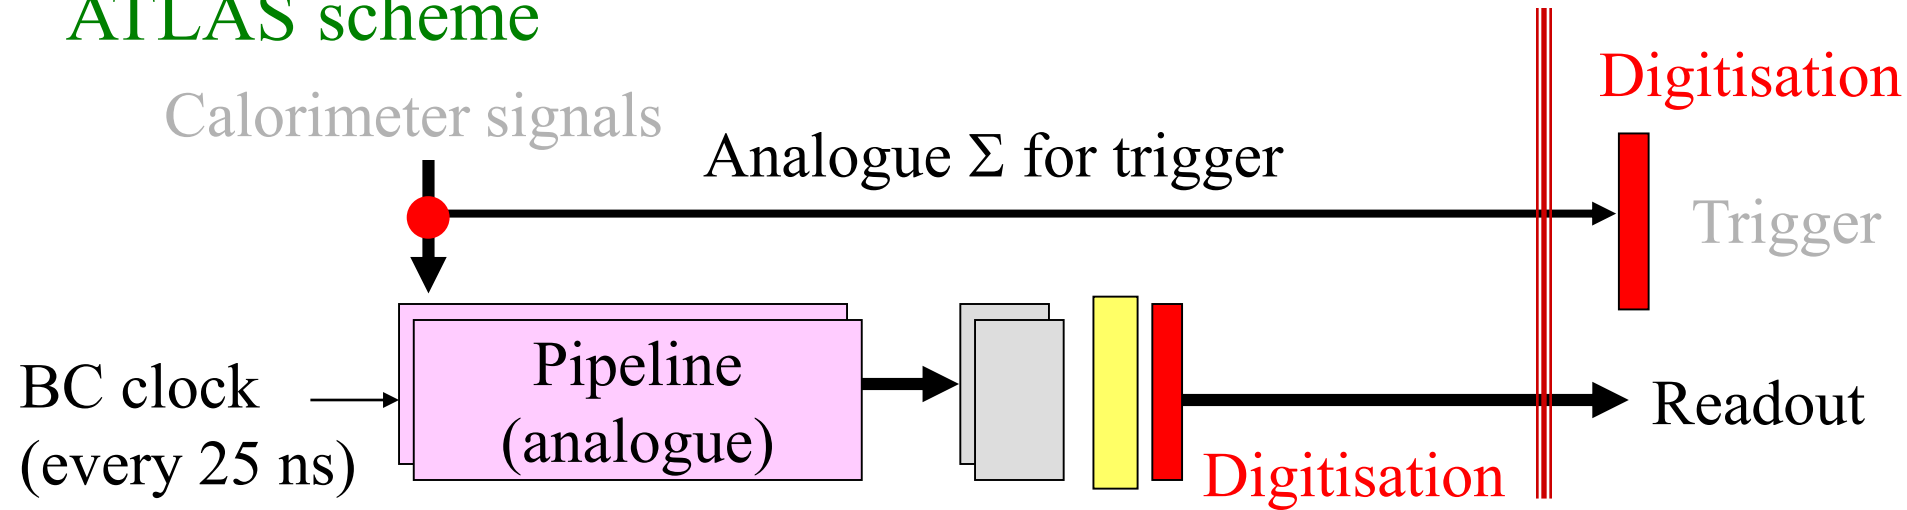 ATLAS scheme
Digitisation
Calorimeter signals
Analogue Σ for trigger
Trigger
Pipeline
(analogue)
BC clock
(every 25 ns)
Readout
Digitisation